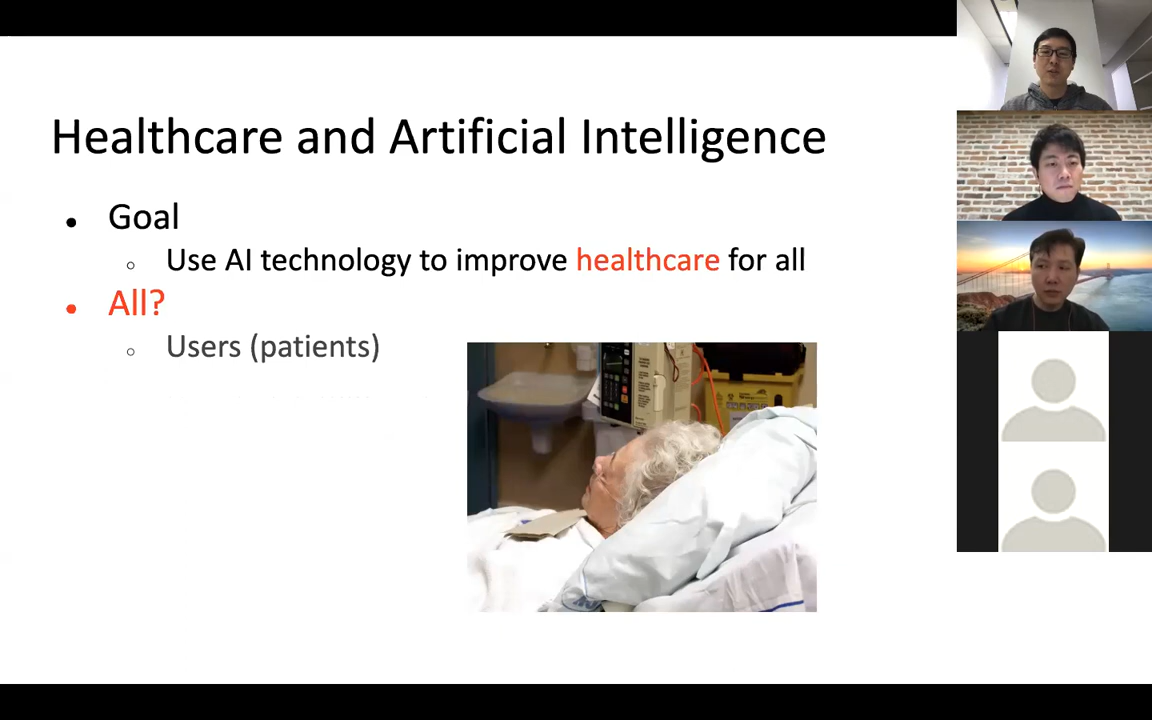 Healthcare and Artificial Intelligence
• Goal
○ Use AI technology to improve healthcare for all
• All?
○ Users (patients)